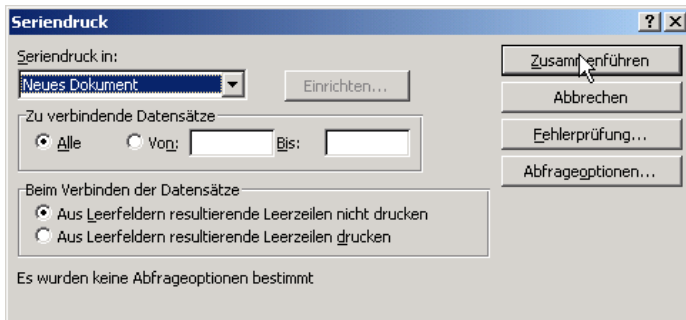 Seriendruck
Seriendruck in:
Neues Dokument
Einrichten...
Zu verbindende Datensätze
Alle
Von:
Bis:
Beim Verbinden der Datensätze
Aus Leerfeldern resultierende Leerzeilen nicht drucken
Aus Leerfeldern resultierende Leerzeilen drucken
Es wurden keine Abfrageoptionen bestimmt
Zusammenführen
Abbrechen
Fehlerprüfung...
Abfrageoptionen...